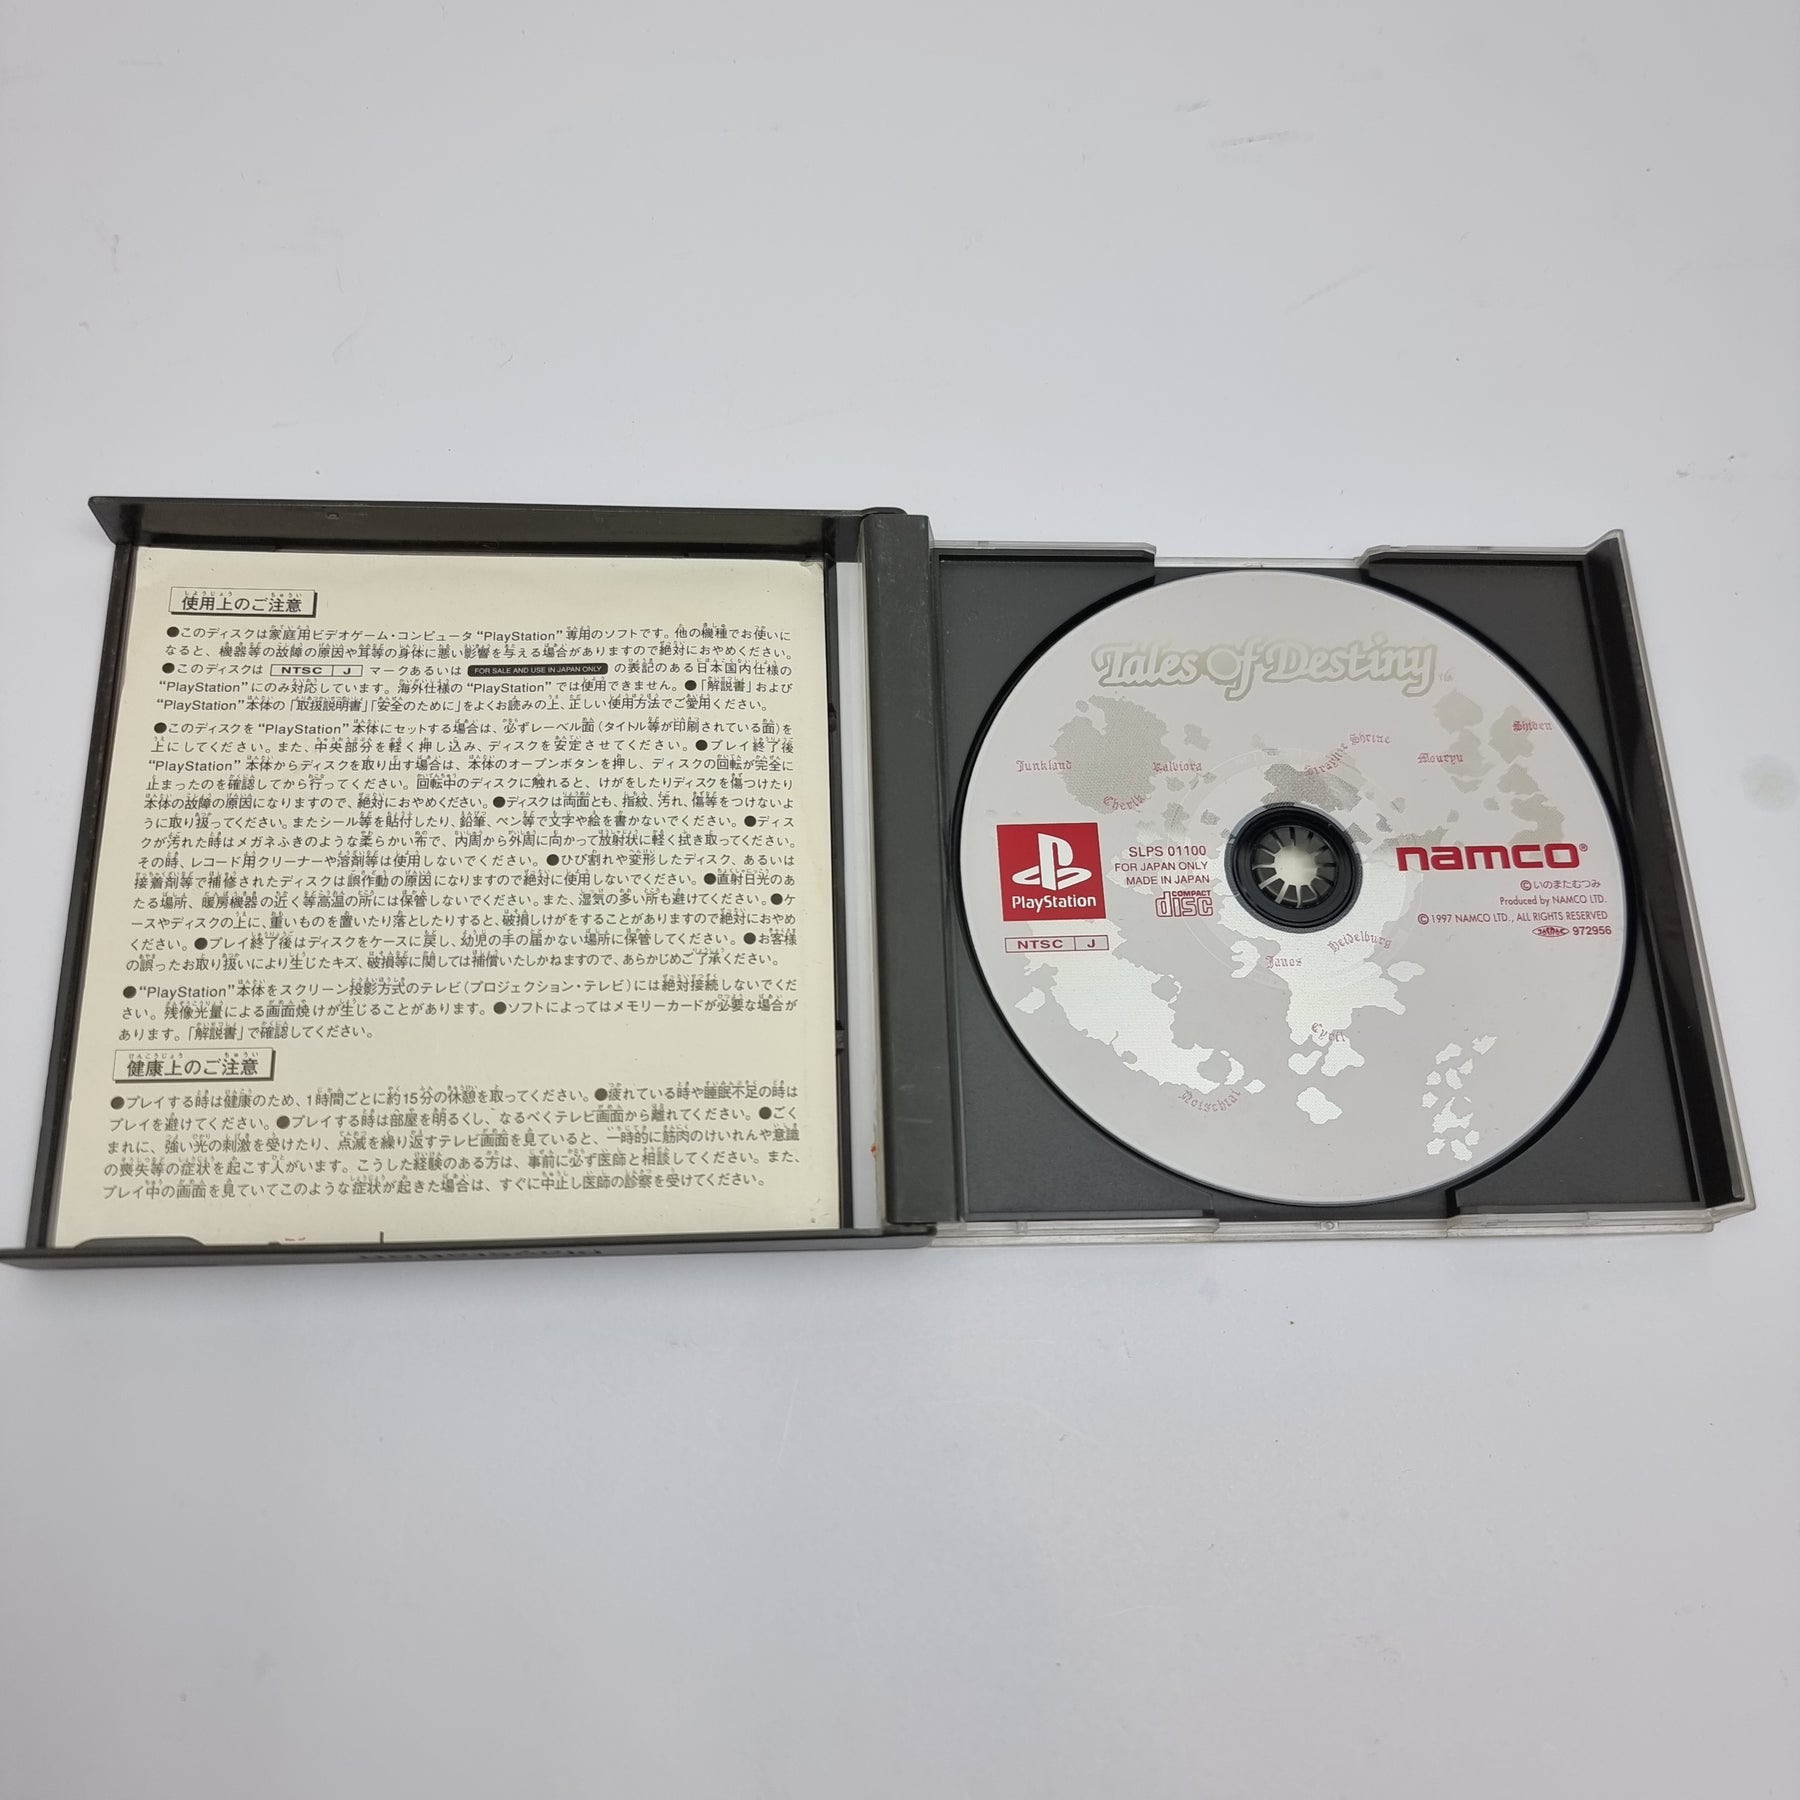 使用上のご注意
●このディスクは家庭用ビデオゲーム・コンピュータ“PlayStation”専用のソフトです。他の機種でお使いに
なると、機器等の故障の原因や耳等の身体に悪い影響を与える場合がありますので絶対におやめください。
●このディスクは NTSC J マークあるいは FOR SALE AND USE IN JAPAN ONLY の表記のある日本国内仕様の
“PlayStation”にのみ対応しています。海外仕様の“PlayStation”では使用できません。●「解説書」および
“PlayStation”本体の「取扱説明書」「安全のために」をよくお読みの上、正しい使用方法でご愛用ください。
●このディスクを“PlayStation”本体にセットする場合は、必ずレーベル面（タイトル等が印刷されている面）を
上にしてください。また、中央部分を軽く押し込み、ディスクを安定させてください。●プレイ終了後
“PlayStation”本体からディスクを取り出す場合は、本体のオープンボタンを押し、ディスクの回転が完全に
止まったのを確認してから行ってください。回転中のディスクに触れると、けがをしたりディスクを傷つけたり
本体の故障の原因になりますので、絶対におやめください。●ディスクは両面とも、指紋、汚れ、傷等をつけないよ
うに取り扱ってください。またシール等を貼付したり、鉛筆、ペン等で文字や絵を書かないでください。●ディス
クが汚れた時はメガネふきのような柔らかい布で、内周から外周に向かって放射状に軽く拭き取ってください。
その時、レコード用クリーナーや溶剤等は使用しないでください。●ひび割れや変形したディスク、あるいは
接着剤等で補修されたディスクは誤作動の原因になりますので絶対に使用しないでください。●直射日光のあ
たる場所、暖房機器の近く等高温の所には保管しないでください。また、湿気の多い所も避けてください。●ケ
ースやディスクの上に、重いものを置いたり落としたりすると、破損しけがをすることがありますので絶対におやめ
ください。●プレイ終了後はディスクをケースに戻し、幼児の手の届かない場所に保管してください。●お客様
の誤ったお取り扱いにより生じたキズ、破損等に関しては補償いたしかねますので、あらかじめご了承ください。
●“PlayStation”本体をスクリーン投影方式のテレビ（プロジェクション・テレビ）には絶対接続しないでくだ
さい。残像光量による画面焼けが生じることがあります。●ソフトによってはメモリーカードが必要な場合が
あります。「解説書」で確認してください。
健康上のご注意
●プレイする時は健康のため、1時間ごとに約15分の休憩を取ってください。●疲れている時や睡眠不足の時は
プレイを避けてください。●プレイする時は部屋を明るくし、なるべくテレビ画面から離れてください。●ごく
まれに、強い光の刺激を受けたり、点滅を繰り返すテレビ画面を見ていると、一時的に筋肉のけいれんや意識
の喪失等の症状を起こす人がいます。こうした経験のある方は、事前に必ず医師と相談してください。また、
プレイ中の画面を見ていてこのような症状が起きた場合は、すぐに中止し医師の診察を受けてください。
Tales of Destiny
Shiden
Straylize Shrine
Junkland
Kalviora
Mouryu
Cherik
PlayStation
NTSC J
SLPS 01100
FOR JAPAN ONLY
MADE IN JAPAN
COMPACT
disc
namco®
©いのまたむつみ
Produced by NAMCO LTD.
© 1997 NAMCO LTD., ALL RIGHTS RESERVED
JASRAC 972956
Heidelburg
Janos
Cyoll